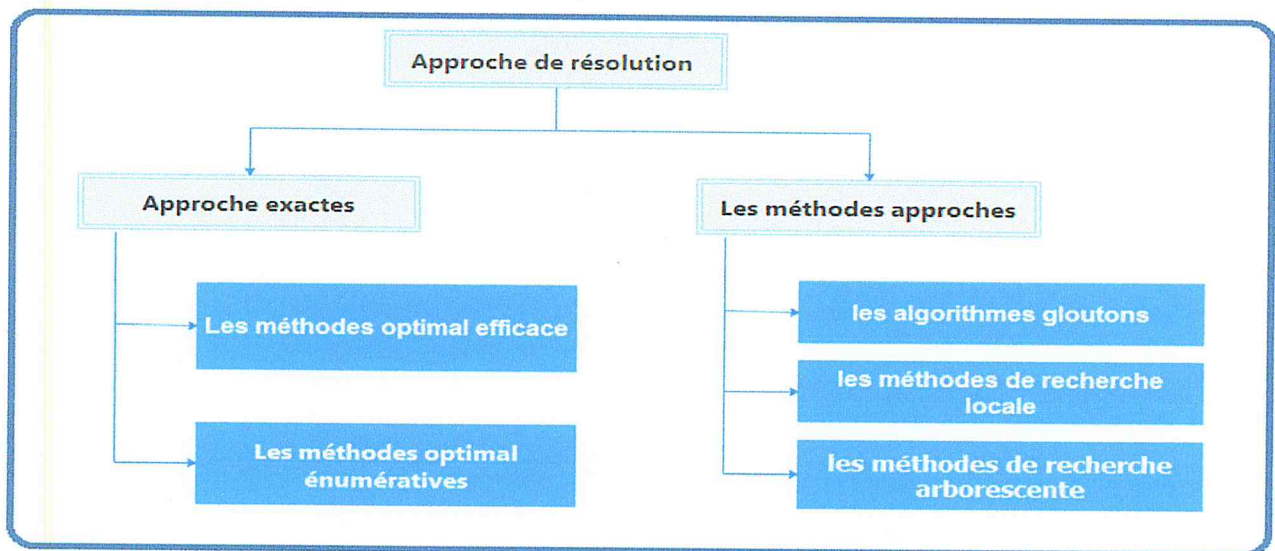 Approche de résolution
Approche exactes
Les méthodes optimal efficace
Les méthodes optimal
énumératives
Les méthodes approches
les algorithmes gloutons
les méthodes de recherche
locale
les méthodes de recherche
arborescente